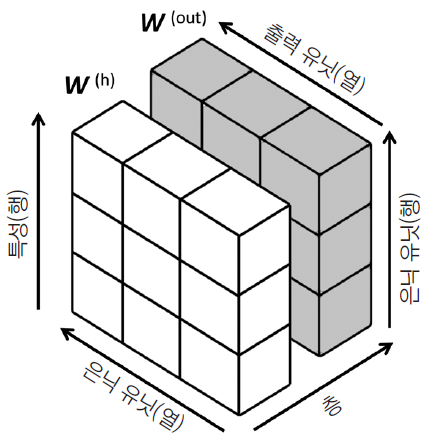 W (out)
출력 유닛(열)
W (h)
특성(행)
은닉 유닛(행)
은닉 유닛(열)
층